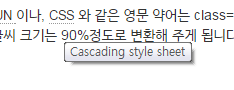 UN 이나, CSS 와 같은 영문 약어는 class=
글씨 크기는 90%정도로 변환해 주게 됩니다
Cascading style sheet